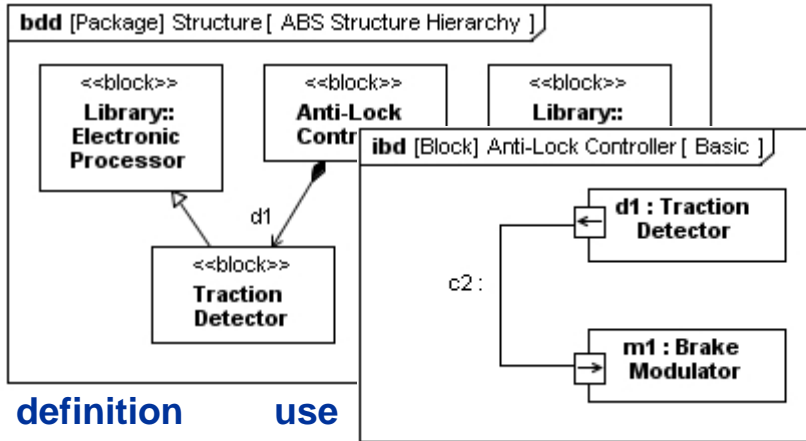 bdd [Package] Structure [ ABS Structure Hierarchy ]
<<block>>
Library::
Electronic
Processor
<<block>>
Anti-Lock
<<block>>
Library::
d1
<<block>>
Traction
Detector
definition use
ibd [Block] Anti-Lock Controller [ Basic ]
d1 : Traction
Detector
c2 :
m1 : Brake
Modulator